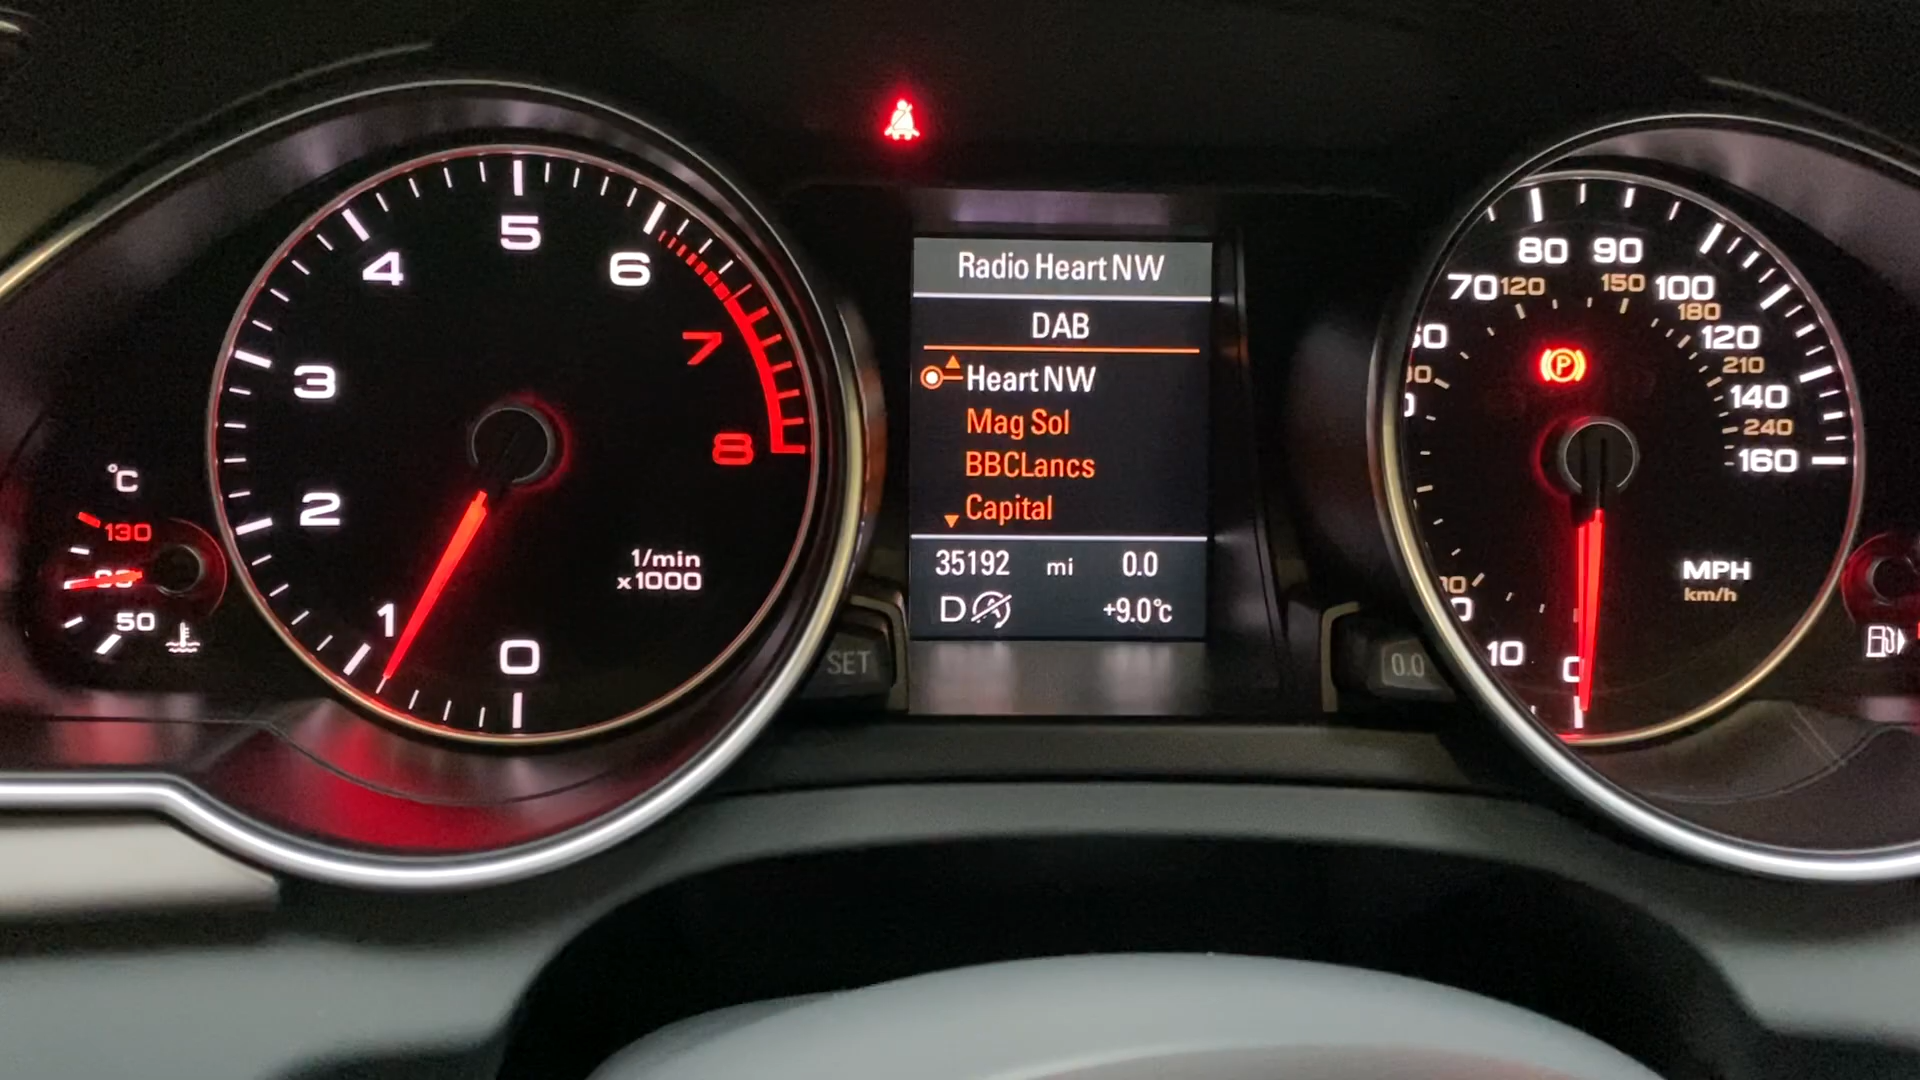 Radio Heart NW
DAB
Heart NW
Mag Sol
BBCLancs
Capital
35192 mi 0.0
D +9.0°c
°C
130
50
0
1
2
3
4
5
6
7
8
1/min
x1000
SET
0.0
0
10
70
80
90
100
120
140
160
120
150
180
210
240
MPH
km/h
P